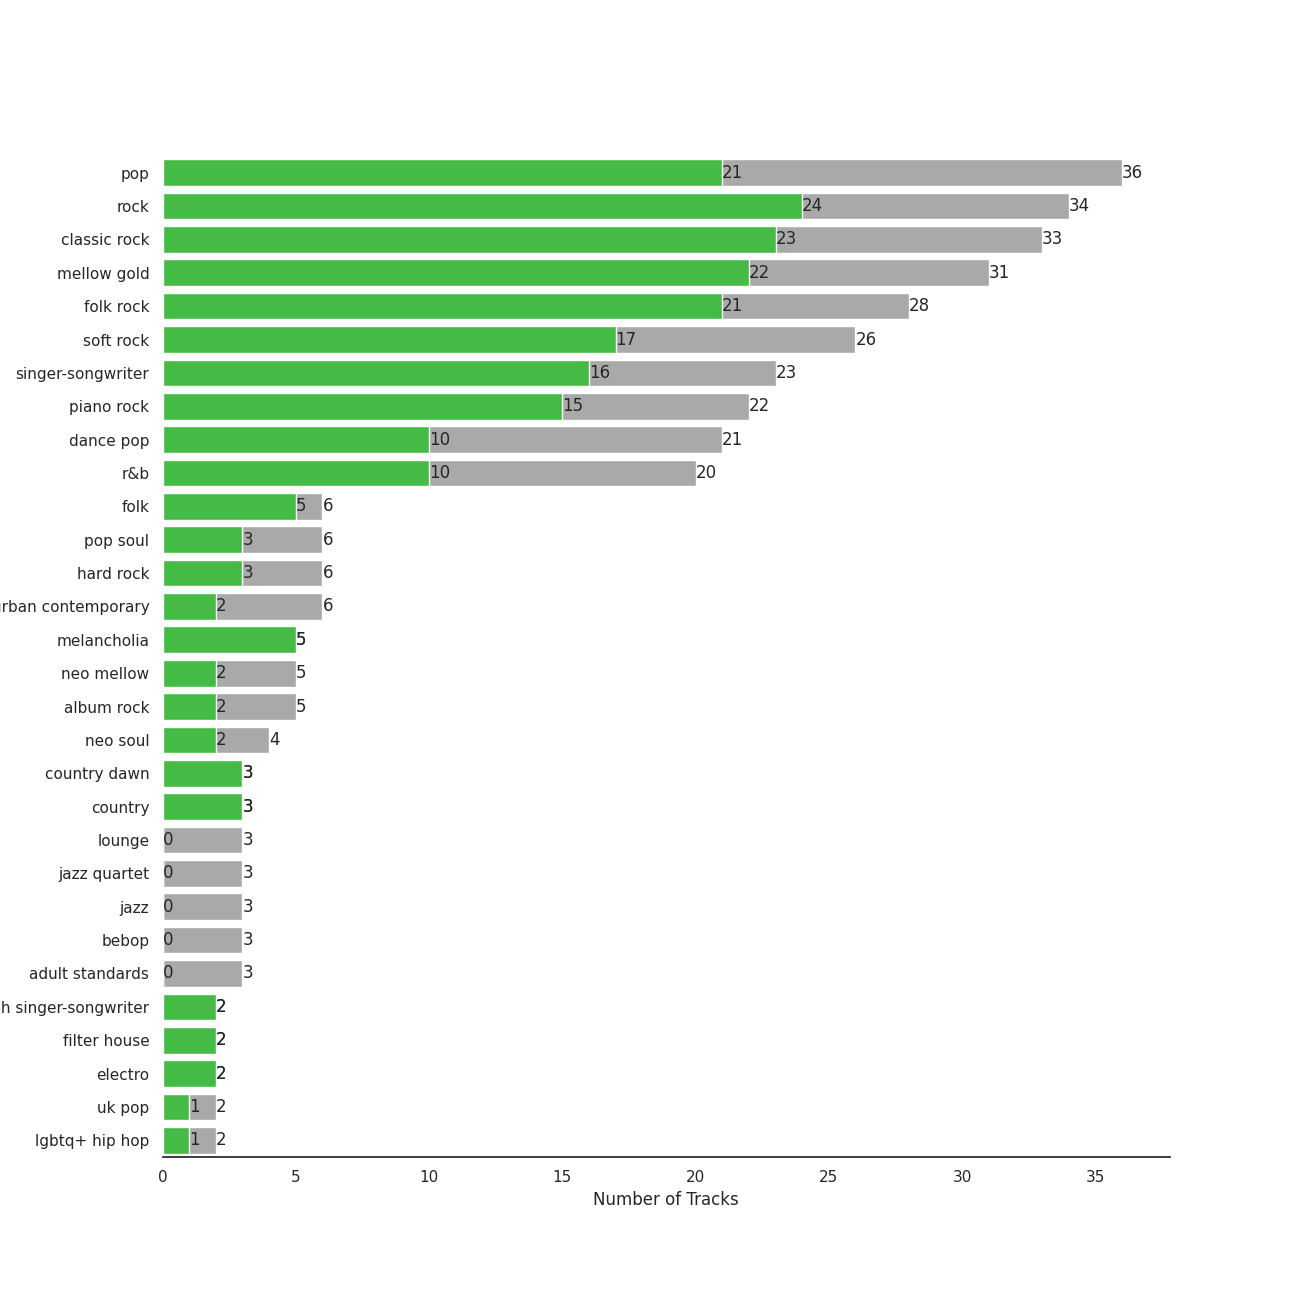 pop 21 36
rock 24 34
classic rock 23 33
mellow gold 22 31
folk rock 21 28
soft rock 17 26
singer-songwriter 16 23
piano rock 15 22
dance pop 10 21
r&b 10 20
folk 5 6
pop soul 3 6
hard rock 3 6
rban contemporary 2 6
melancholia 5
neo mellow 2 5
album rock 2 5
neo soul 2 4
country dawn 3
country 3
lounge 0 3
jazz quartet 0 3
jazz 0 3
bebop 0 3
adult standards 0 3
h singer-songwriter 2
filter house 2
electro 2
uk pop 1 2
lgbtq+ hip hop 1 2
0 5 10 15 20 25 30 35
Number of Tracks